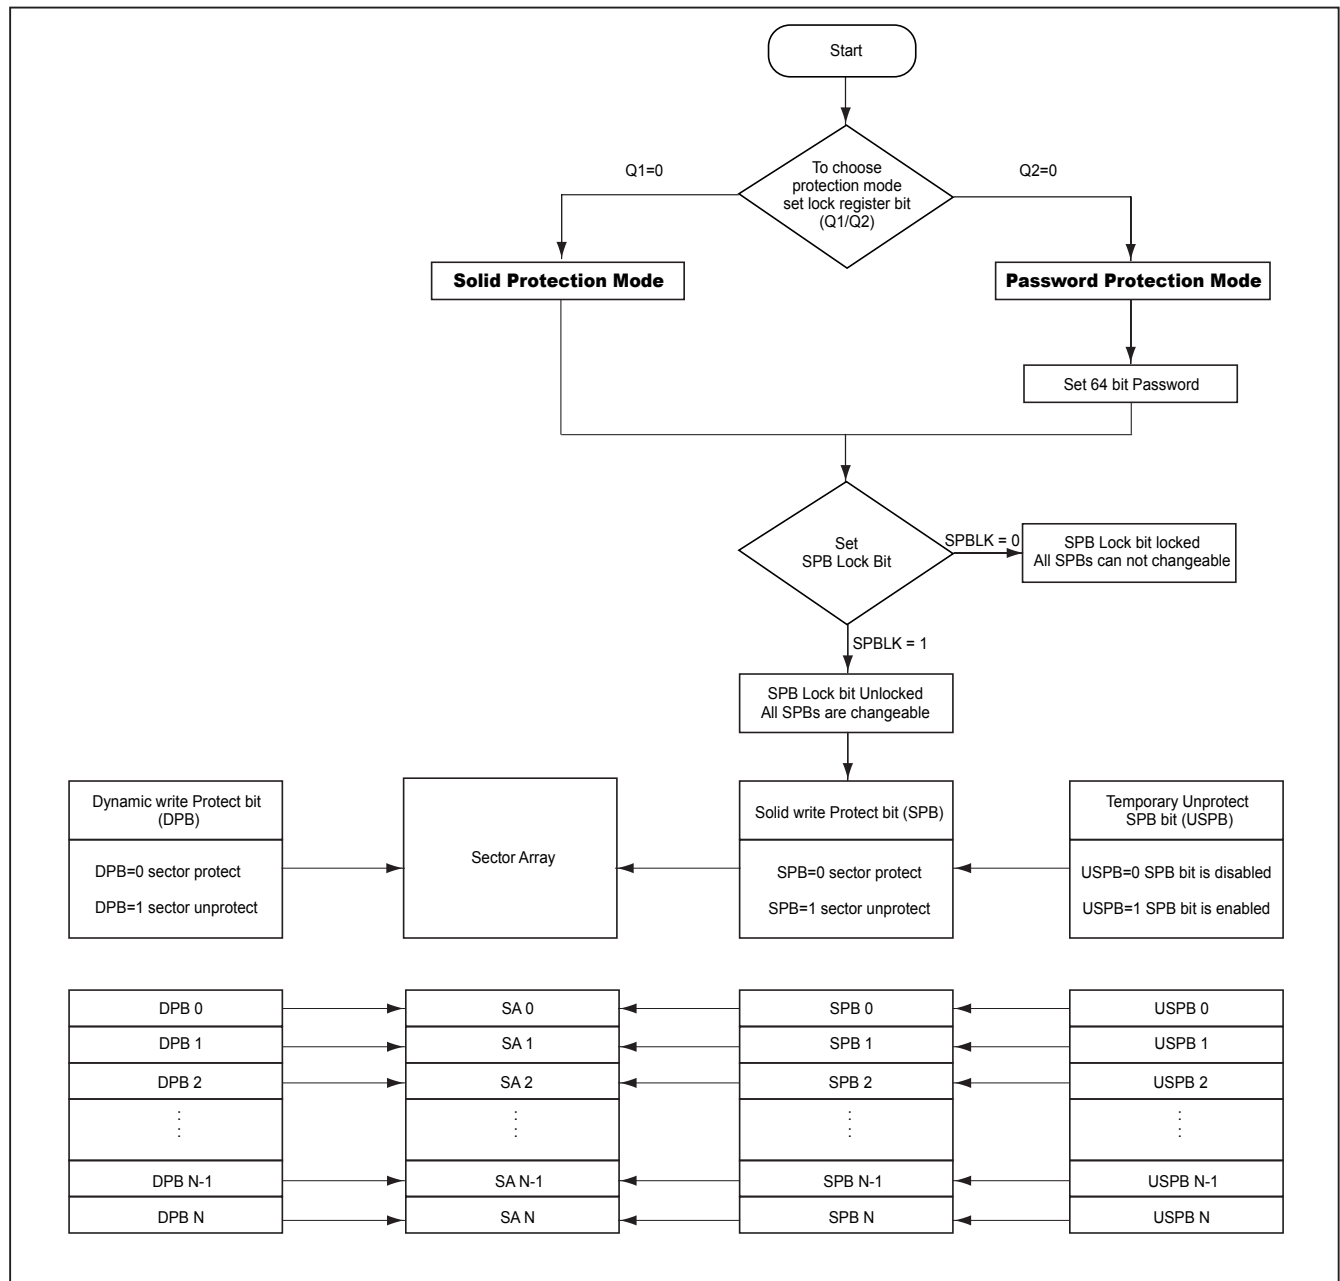 Start
To choose
protection mode
set lock register bit
(Q1/Q2)
Q1=0
Q2=0
Solid Protection Mode
Password Protection Mode
Set 64 bit Password
Set
SPB Lock Bit
SPBLK = 0
SPB Lock bit locked
All SPBs can not changeable
SPBLK = 1
SPB Lock bit Unlocked
All SPBs are changeable
Dynamic write Protect bit
(DPB)
DPB=0 sector protect
DPB=1 sector unprotect
Sector Array
Solid write Protect bit (SPB)
SPB=0 sector protect
SPB=1 sector unprotect
Temporary Unprotect
SPB bit (USPB)
USPB=0 SPB bit is disabled
USPB=1 SPB bit is enabled
DPB 0
SA 0
SPB 0
USPB 0
DPB 1
SA 1
SPB 1
USPB 1
DPB 2
SA 2
SPB 2
USPB 2
DPB N-1
SA N-1
SPB N-1
USPB N-1
DPB N
SA N
SPB N
USPB N